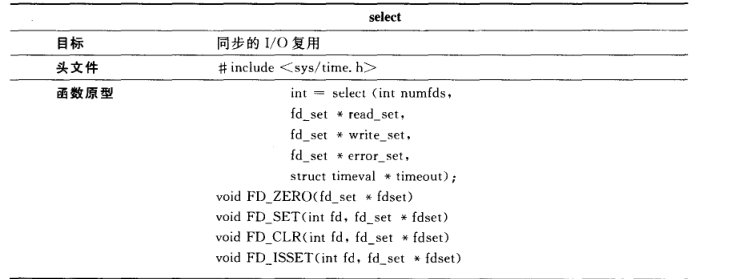 select
目标 同步的 I/O 复用
头文件 # include <sys/time. h>
函数原型 int = select (int numfds,
fd_set * read_set,
fd_set * write_set,
fd_set * error_set,
struct timeval * timeout);
void FD_ZERO(fd_set * fdset)
void FD_SET(int fd, fd_set * fdset)
void FD_CLR(int fd, fd_set * fdset)
void FD_ISSET(int fd, fd_set * fdset)